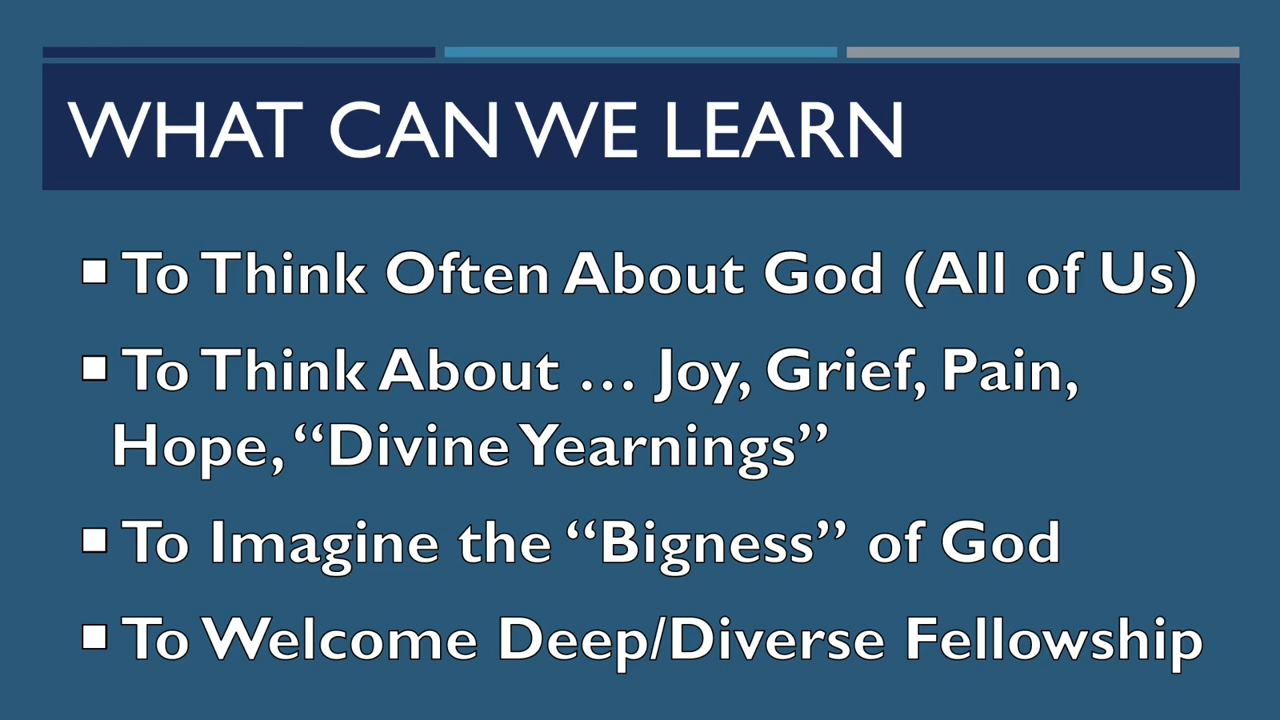 WHAT CAN WE LEARN
▪ To Think Often About God (All of Us)
▪ To Think About … Joy, Grief, Pain,
Hope, “Divine Yearnings”
▪ To Imagine the “Bigness” of God
▪ To Welcome Deep/Diverse Fellowship